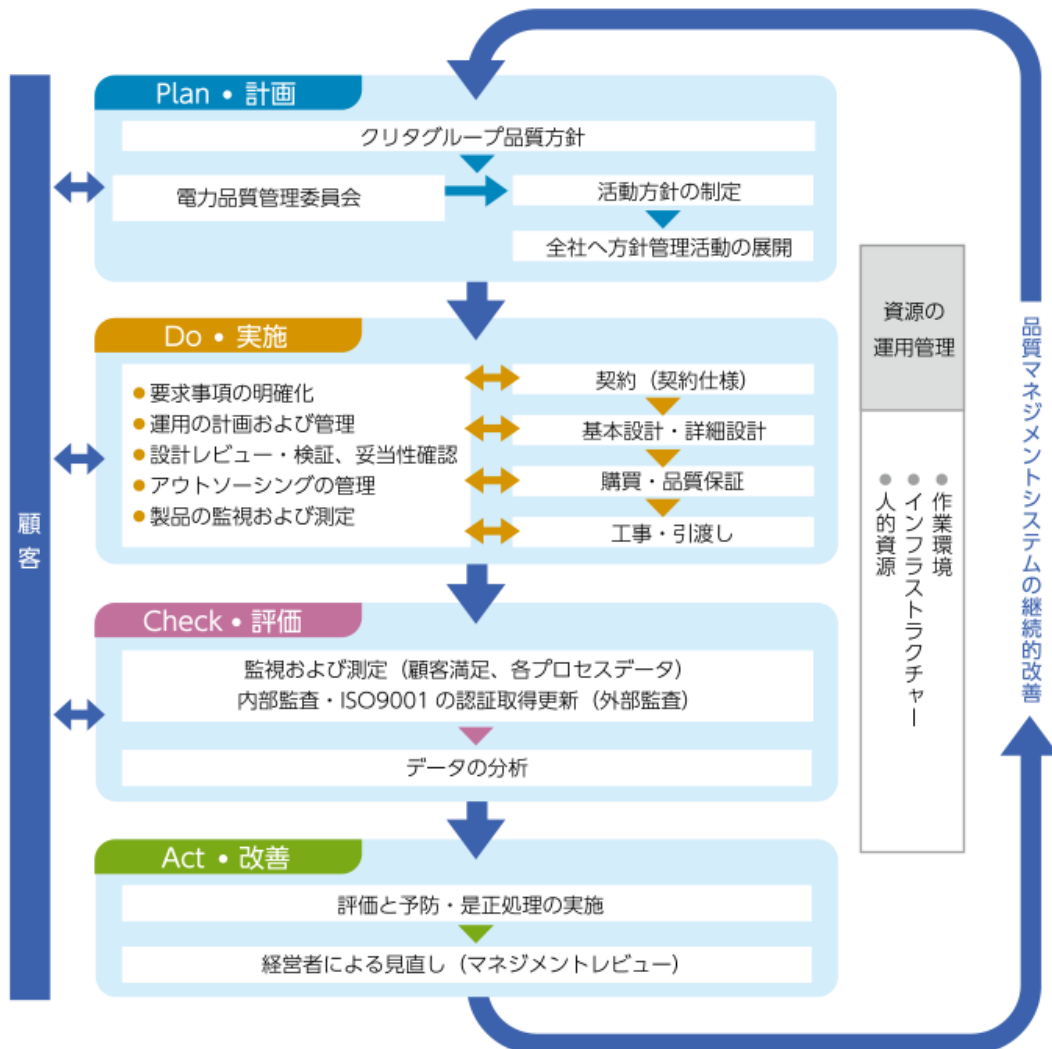 顧客
Plan • 計画
クリタグループ品質方針
電力品質管理委員会
活動方針の制定
全社へ方針管理活動の展開
Do • 実施
● 要求事項の明確化
● 運用の計画および管理
● 設計レビュー・検証、妥当性確認
● アウトソーシングの管理
● 製品の監視および測定
契約（契約仕様）
基本設計・詳細設計
購買・品質保証
工事・引渡し
Check • 評価
監視および測定（顧客満足、各プロセスデータ）
内部監査・ISO9001 の認証取得更新（外部監査）
データの分析
Act • 改善
評価と予防・是正処理の実施
経営者による見直し（マネジメントレビュー）
資源の
運用管理
● 作業環境
● インフラストラクチャー
● 人的資源
品質マネジメントシステムの継続的改善